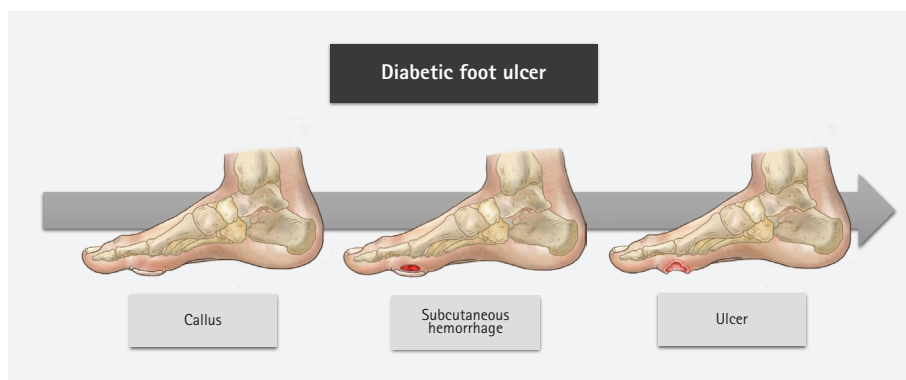 Diabetic foot ulcer
Callus
Subcutaneous
hemorrhage
Ulcer